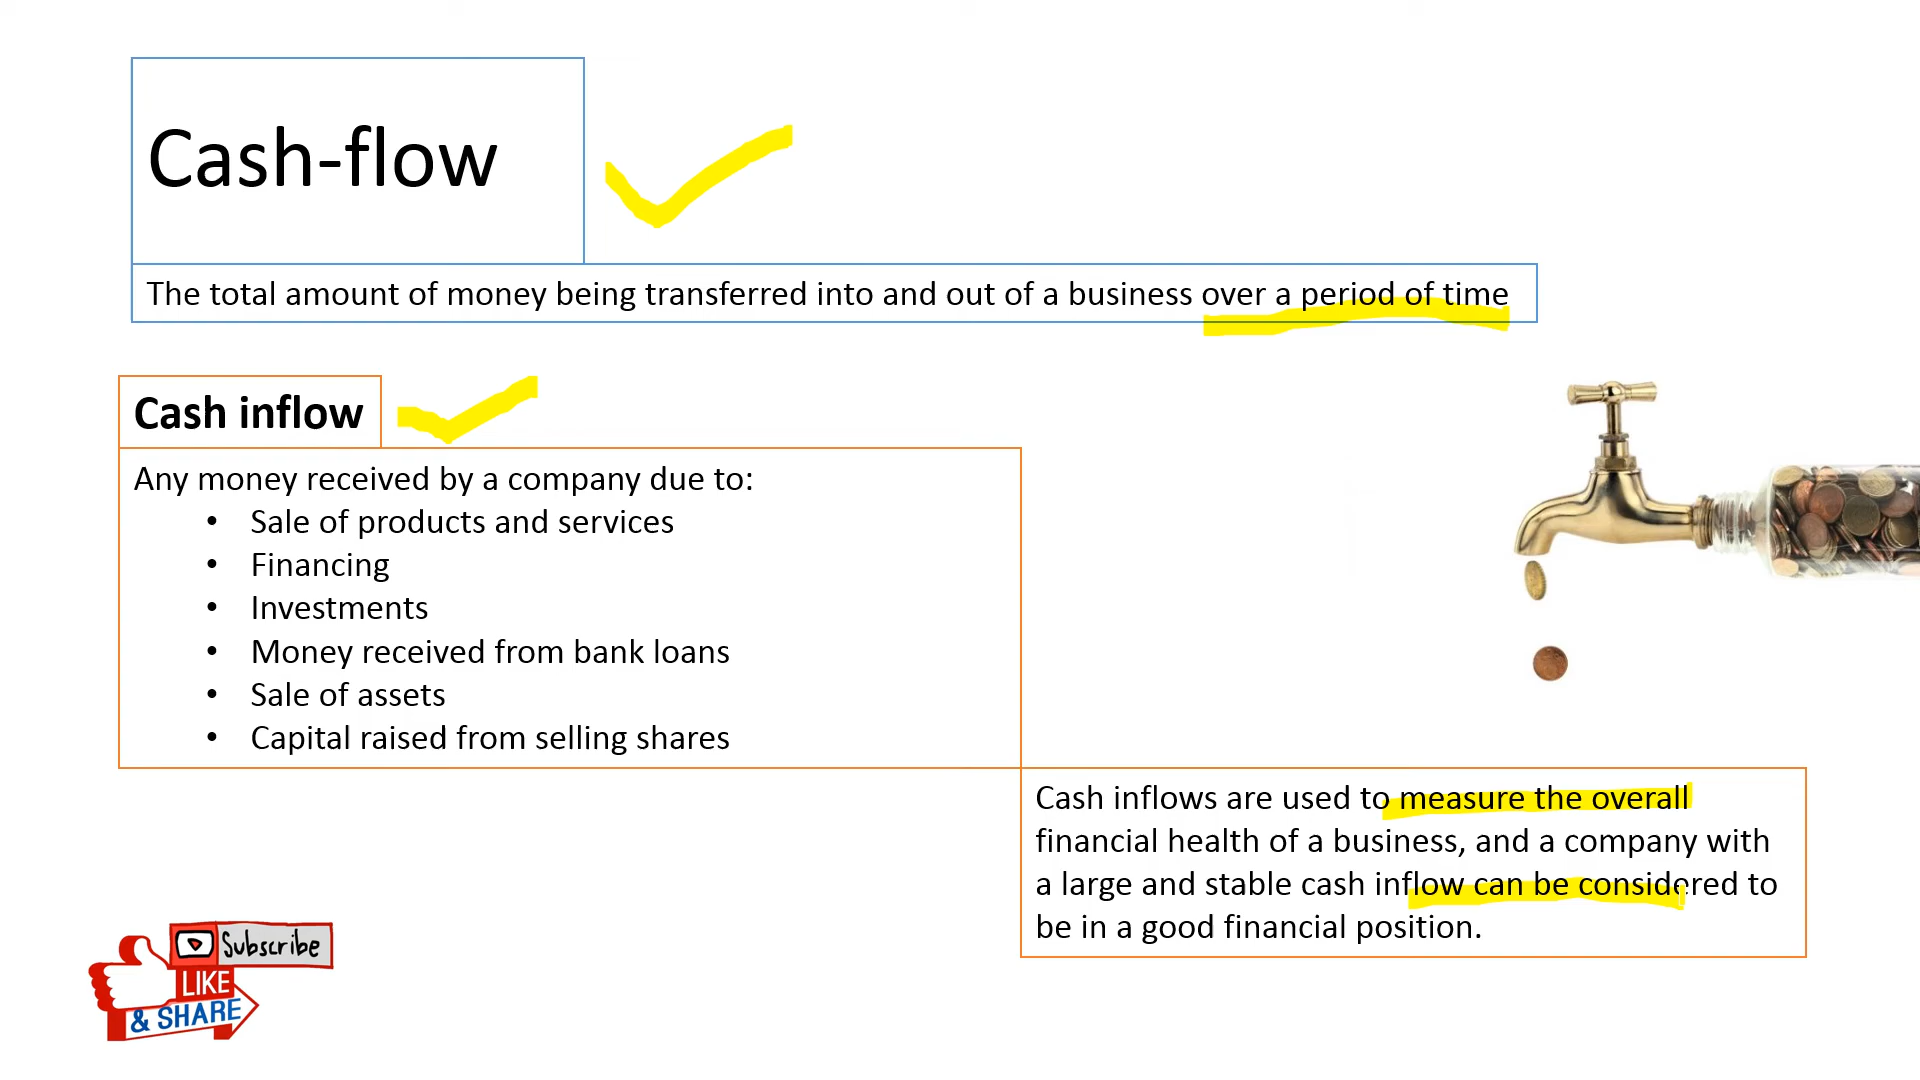 Cash-flow
The total amount of money being transferred into and out of a business over a period of time
Cash inflow
Any money received by a company due to:
• Sale of products and services
• Financing
• Investments
• Money received from bank loans
• Sale of assets
• Capital raised from selling shares
Cash inflows are used to measure the overall
financial health of a business, and a company with
a large and stable cash inflow can be considered to
be in a good financial position.
Subscribe
LIKE
& SHARE